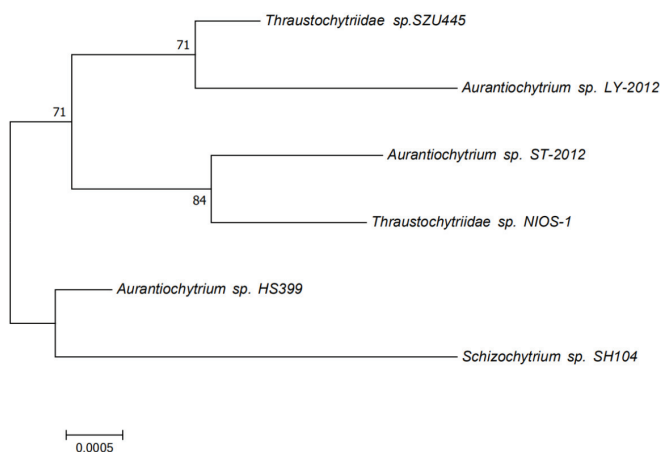 Thraustochytriidae sp.SZU445
71
Aurantiochytrium sp. LY-2012
71
Aurantiochytrium sp. ST-2012
84
Thraustochytriidae sp. NIOS-1
Aurantiochytrium sp. HS399
Schizochytrium sp. SH104
0.0005